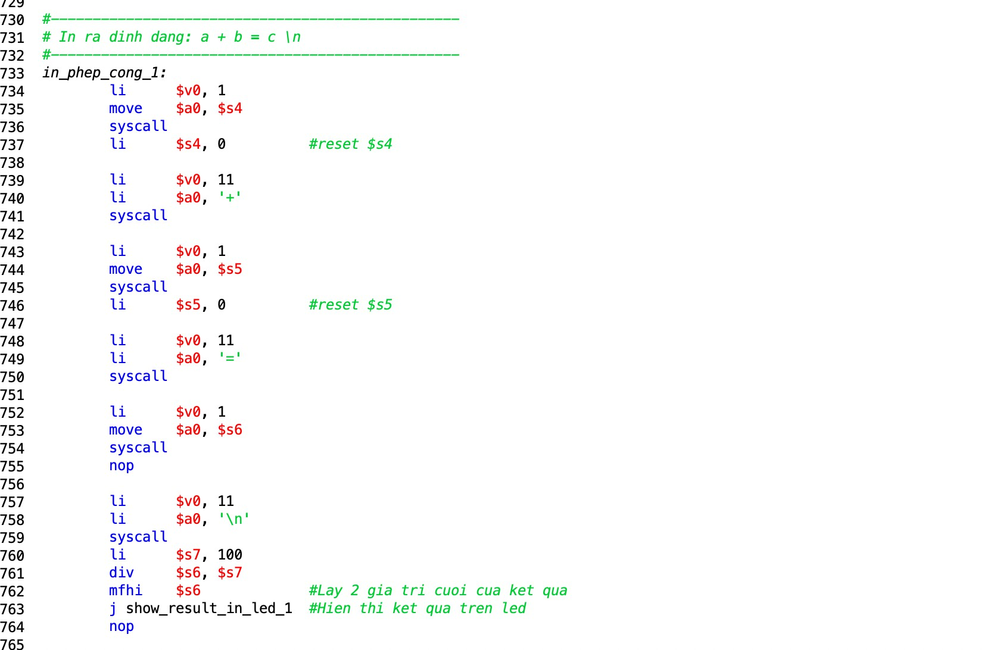 729
730 #-------------------------------------------------
731 # In ra dinh dang: a + b = c \n
732 #-------------------------------------------------
733 in_phep_cong_1:
734 li $v0, 1
735 move $a0, $s4
736 syscall
737 li $s4, 0 #reset $s4
738
739 li $v0, 11
740 li $a0, '+'
741 syscall
742
743 li $v0, 1
744 move $a0, $s5
745 syscall
746 li $s5, 0 #reset $s5
747
748 li $v0, 11
749 li $a0, '='
750 syscall
751
752 li $v0, 1
753 move $a0, $s6
754 syscall
755 nop
756
757 li $v0, 11
758 li $a0, '\n'
759 syscall
760 li $s7, 100
761 div $s6, $s7
762 mfhi $s6 #Lay 2 gia tri cuoi cua ket qua
763 j show_result_in_led_1 #Hien thi ket qua tren led
764 nop
765